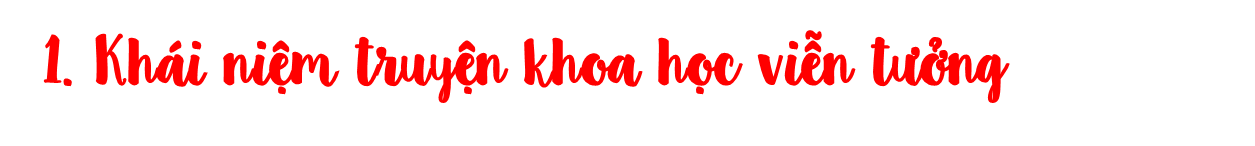 1. Khái niệm truyện khoa học viễn tưởng